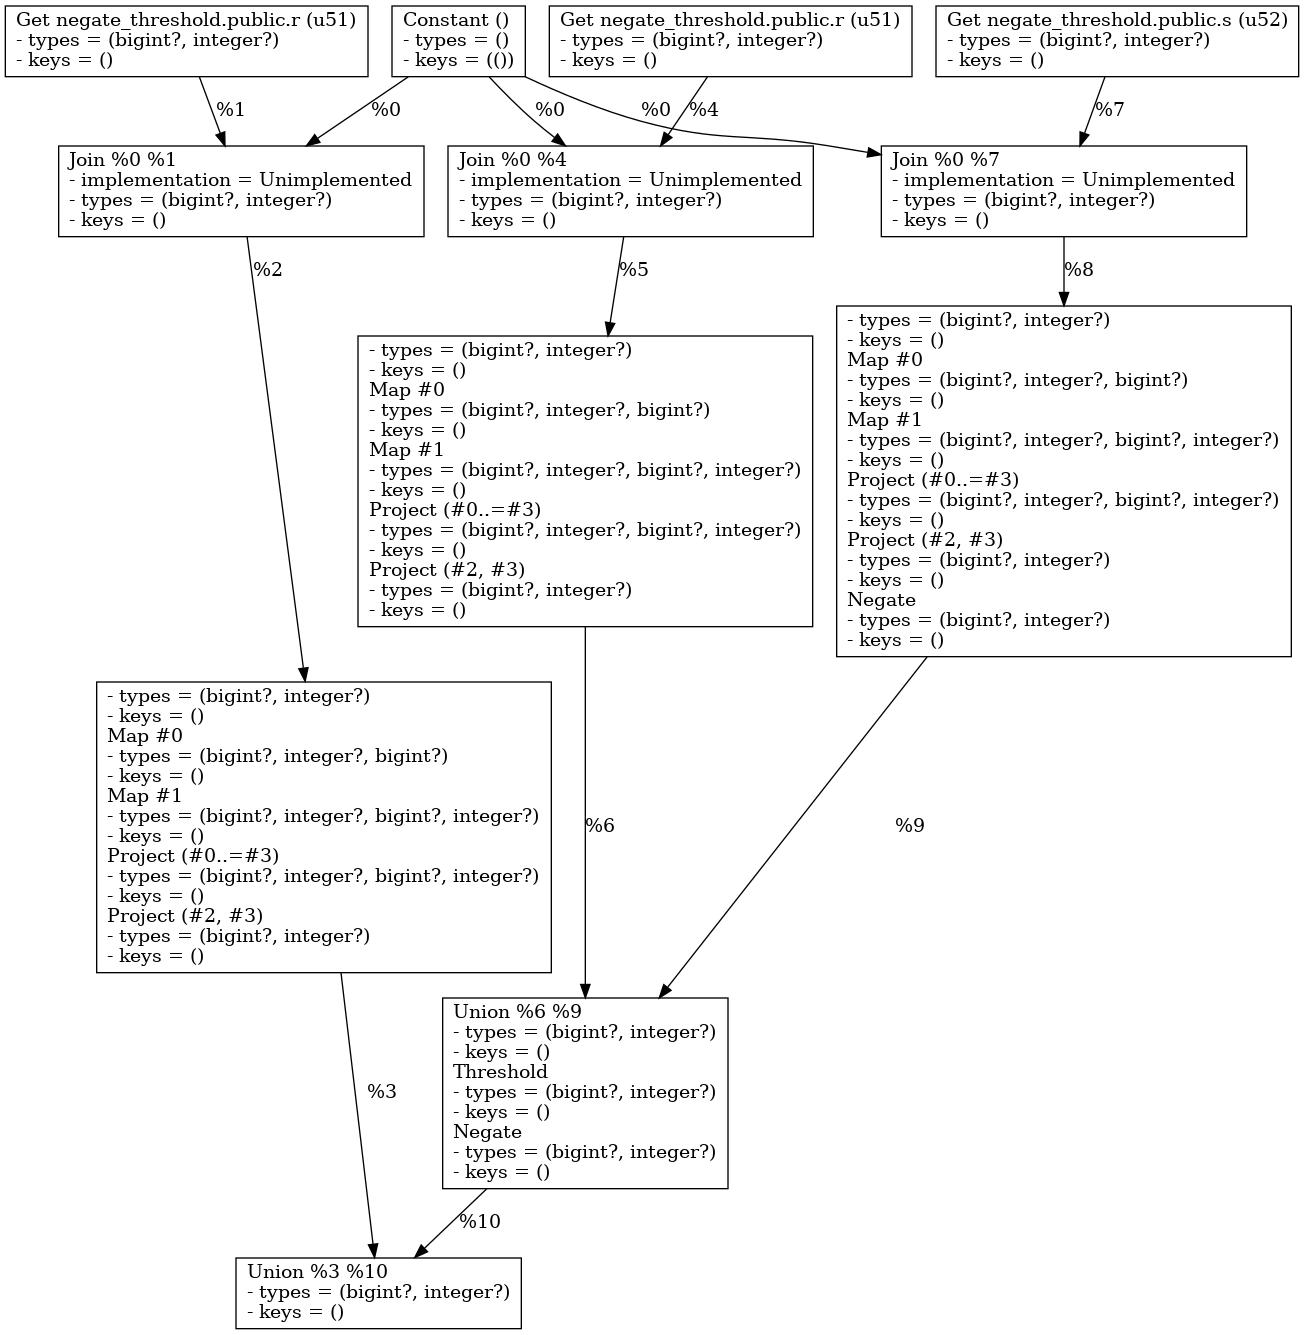 Get negate_threshold.public.r (u51)
- types = (bigint?, integer?)
- keys = ()
Constant ()
- types = ()
- keys = (())
Get negate_threshold.public.r (u51)
- types = (bigint?, integer?)
- keys = ()
Get negate_threshold.public.s (u52)
- types = (bigint?, integer?)
- keys = ()
%1
%0
%0
%0
%4
%7
Join %0 %1
- implementation = Unimplemented
- types = (bigint?, integer?)
- keys = ()
Join %0 %4
- implementation = Unimplemented
- types = (bigint?, integer?)
- keys = ()
Join %0 %7
- implementation = Unimplemented
- types = (bigint?, integer?)
- keys = ()
%2
%5
%8
- types = (bigint?, integer?)
- keys = ()
Map #0
- types = (bigint?, integer?, bigint?)
- keys = ()
Map #1
- types = (bigint?, integer?, bigint?, integer?)
- keys = ()
Project (#0..=#3)
- types = (bigint?, integer?, bigint?, integer?)
- keys = ()
Project (#2, #3)
- types = (bigint?, integer?)
- keys = ()
- types = (bigint?, integer?)
- keys = ()
Map #0
- types = (bigint?, integer?, bigint?)
- keys = ()
Map #1
- types = (bigint?, integer?, bigint?, integer?)
- keys = ()
Project (#0..=#3)
- types = (bigint?, integer?, bigint?, integer?)
- keys = ()
Project (#2, #3)
- types = (bigint?, integer?)
- keys = ()
Negate
- types = (bigint?, integer?)
- keys = ()
- types = (bigint?, integer?)
- keys = ()
Map #0
- types = (bigint?, integer?, bigint?)
- keys = ()
Map #1
- types = (bigint?, integer?, bigint?, integer?)
- keys = ()
Project (#0..=#3)
- types = (bigint?, integer?, bigint?, integer?)
- keys = ()
Project (#2, #3)
- types = (bigint?, integer?)
- keys = ()
%6
%9
Union %6 %9
- types = (bigint?, integer?)
- keys = ()
Threshold
- types = (bigint?, integer?)
- keys = ()
Negate
- types = (bigint?, integer?)
- keys = ()
%3
%10
Union %3 %10
- types = (bigint?, integer?)
- keys = ()